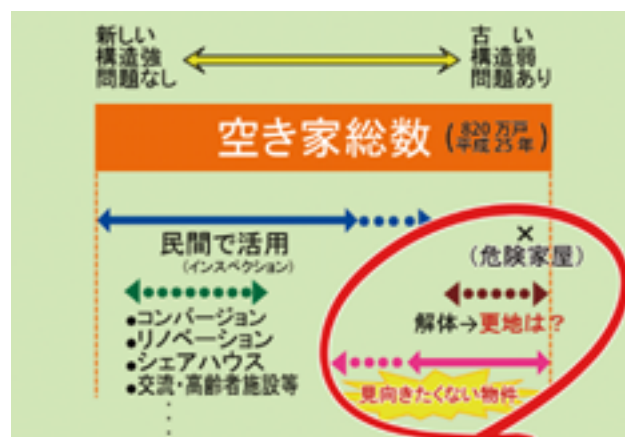 新しい
構造強
問題なし
古い
構造弱
問題あり
空き家総数(820万戸 平成25年)
民間で活用
(インスペクション)
●コンバージョン
●リノベーション
●シェアハウス
●交流・高齢者施設等
×
(危険家屋)
解体→更地は?
見向きたくない物件